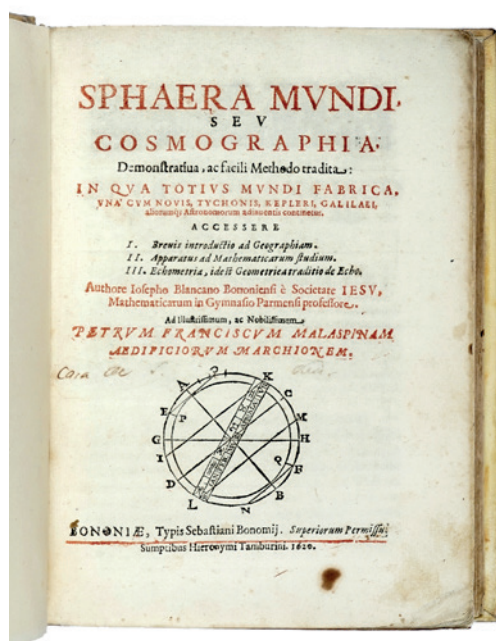 SPHAERA MVNDI,
SEV
COSMOGRAPHIA,
Demonstratiua, ac facili Methodo tradita:
IN QVA TOTIVS MVNDI FABRICA,
VNA' CVM NOVIS, TYCHONIS, KEPLERI, GALILAEI,
aliorumq; Astronomorum adinuentis continetur.
ACCESSERE
I. Breuis introductio ad Geographiam.
II. Apparatus ad Mathematicarum studium.
III. Echometria, idest Geometrica traditio de Echo.
Authore Iosepho Blancano Bononiensi è Societate IESV,
Mathematicarum in Gymnasio Parmensi professore.
Ad Illustrissimum, ac Nobilissimum
PETRVM FRANCISCVM MALASPINAM
AEDIFICIORVM MARCHIONEM.
A
K
E
P
C
G
M
I
H
D
F
L
N
B
BONONIÆ, Typis Sebastiani Bonomij. Superiorum Permissu.
Sumptibus Hieronymi Tamburini. 1620.